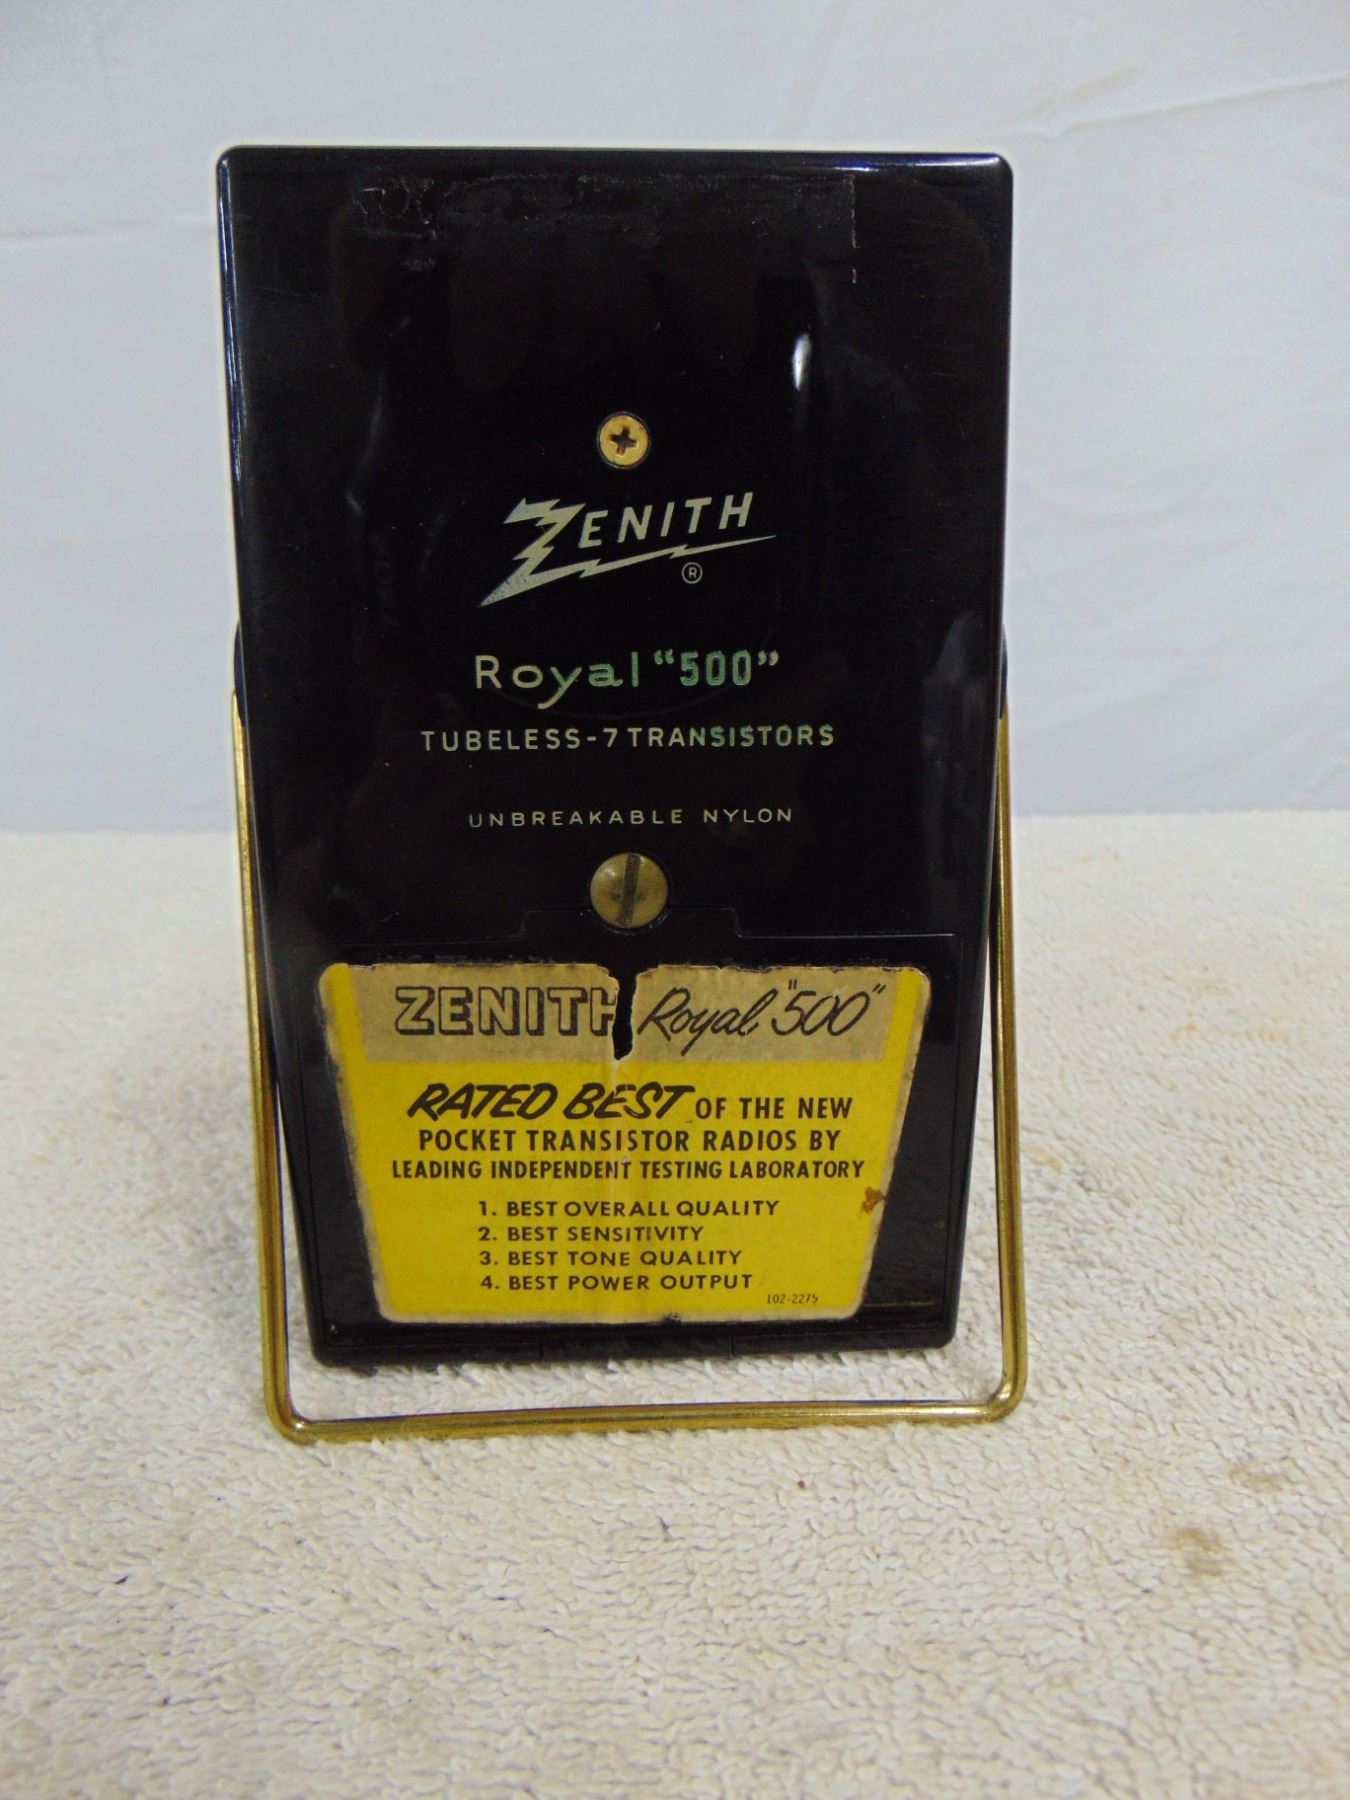 ZENITH
®
Royal "500"
TUBELESS-7 TRANSISTORS
UNBREAKABLE NYLON
ZENITH Royal "500"
RATED BEST OF THE NEW
POCKET TRANSISTOR RADIOS BY
LEADING INDEPENDENT TESTING LABORATORY
1. BEST OVERALL QUALITY
2. BEST SENSITIVITY
3. BEST TONE QUALITY
4. BEST POWER OUTPUT
102-2275